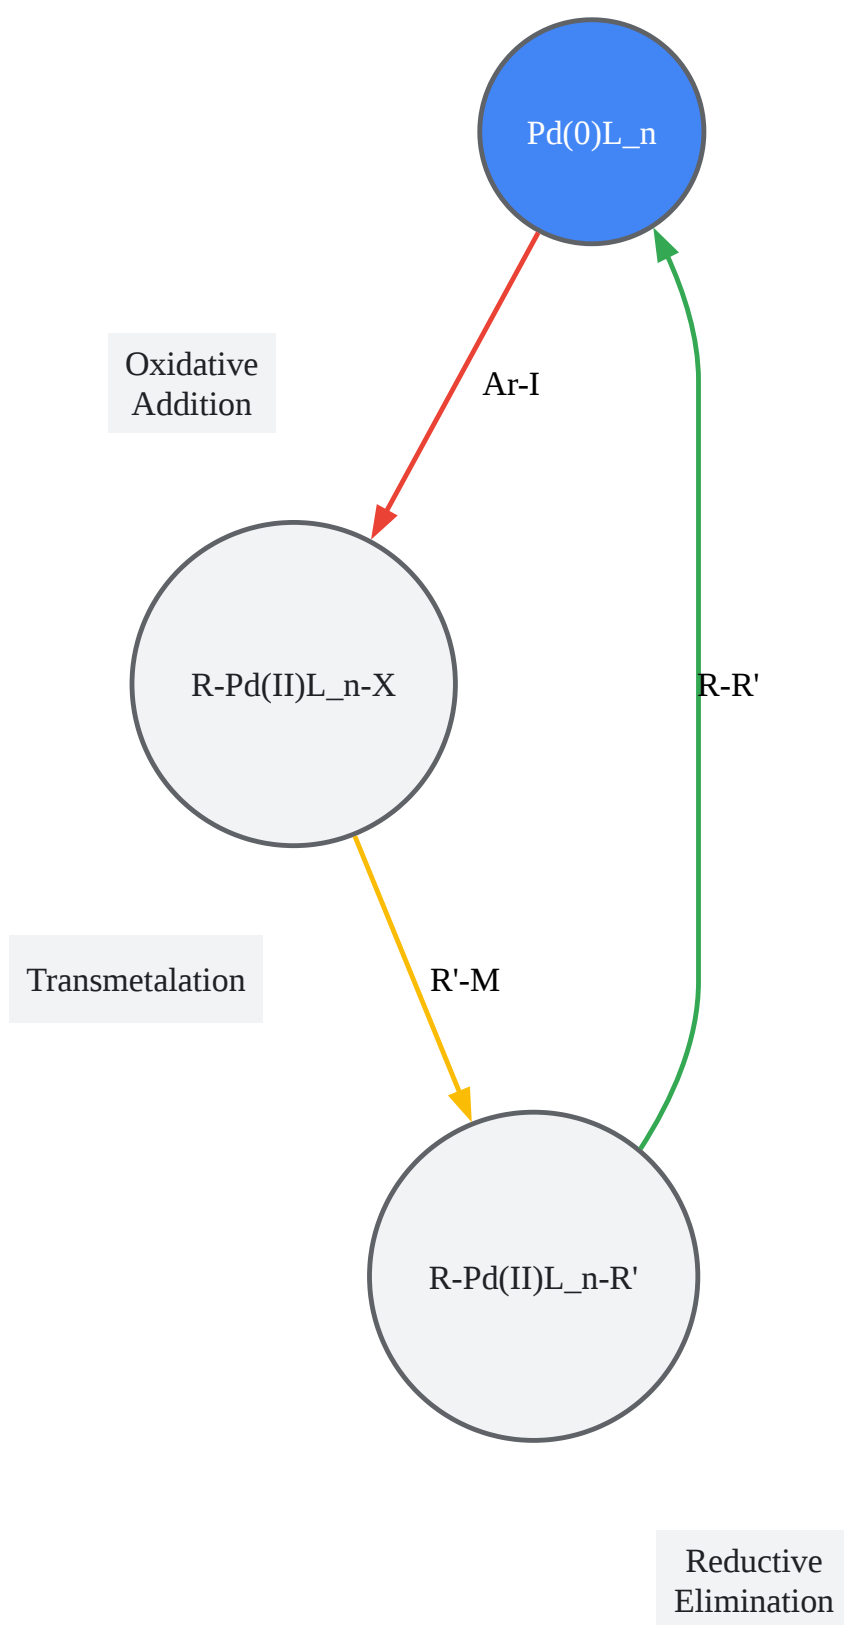 Pd(0)L_n
Oxidative
Addition
Ar-I
R-Pd(II)L_n-X
R-R'
Transmetalation
R'-M
R-Pd(II)L_n-R'
Reductive
Elimination